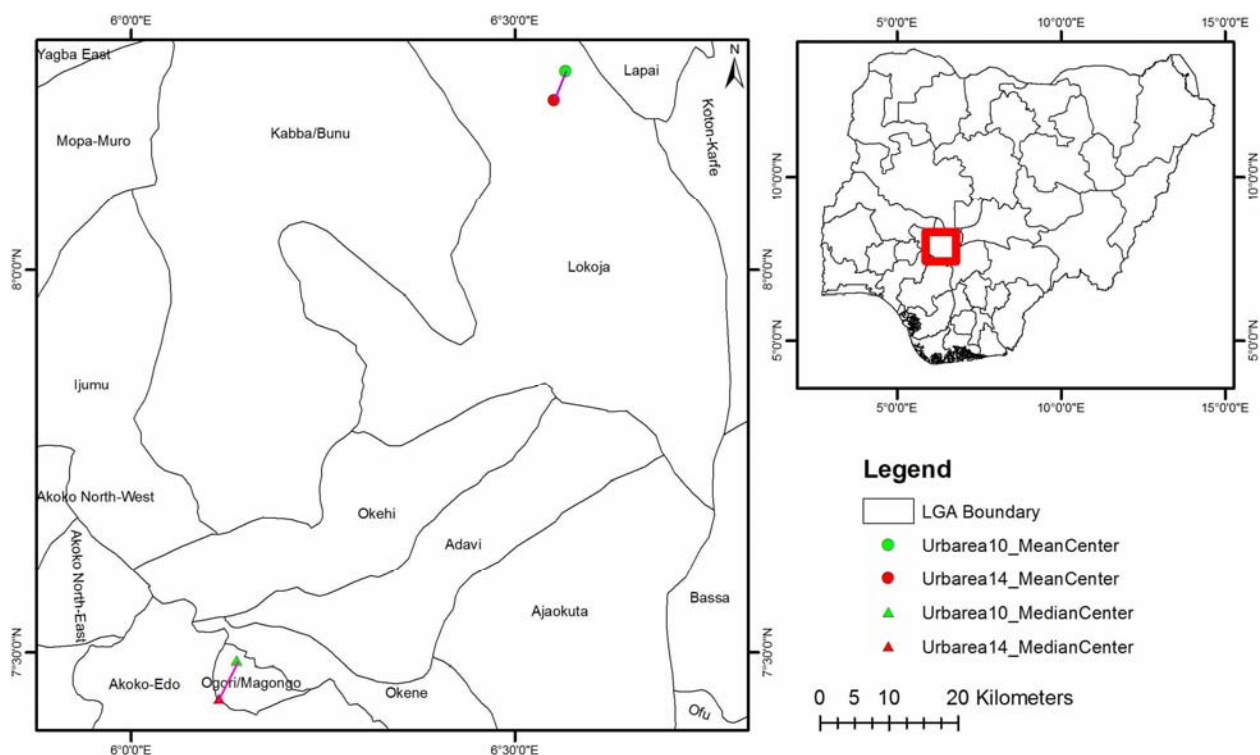 6°0'0"E
6°30'0"E
5°0'0"E
10°0'0"E
15°0'0"E
Yagba East
Lapai
N
Mopa-Muro
Kabba/Bunu
Koton-Karfe
10°0'0"N
10°0'0"N
8°0'0"N
Lokoja
8°0'0"N
5°0'0"N
5°0'0"N
Ijumu
5°0'0"E
10°0'0"E
15°0'0"E
Legend
Akoko North-West
Okehi
LGA Boundary
Adavi
Urbarea10_MeanCenter
Akoko North-East
Urbarea14_MeanCenter
Ajaokuta
Bassa
Urbarea10_MedianCenter
7°30'0"N
7°30'0"N
Urbarea14_MedianCenter
Akoko-Edo
Ogori/Magongo
Okene
Ofu
0 5 10 20 Kilometers
6°0'0"E
6°30'0"E